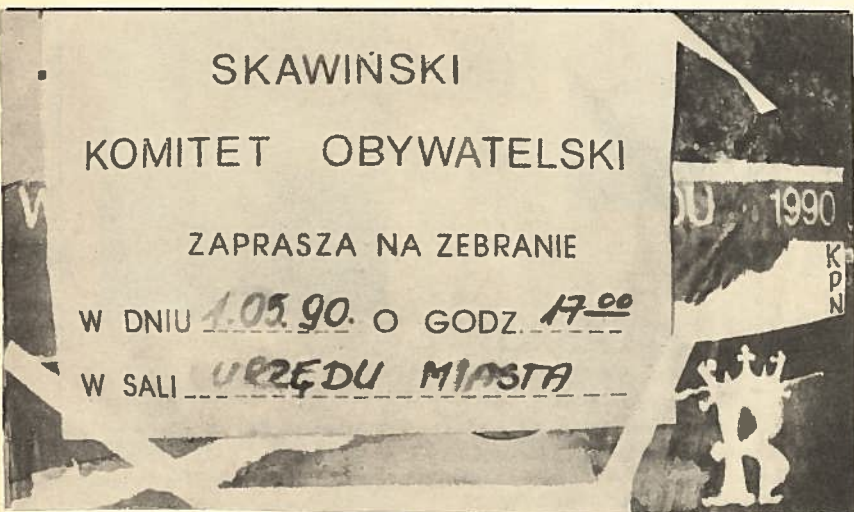 SKAWIŃSKI
KOMITET OBYWATELSKI
ZAPRASZA NA ZEBRANIE
W DNIU 1.05.90. O GODZ. 17 00
W SALI URZĘDU MIASTA
1990
KPN